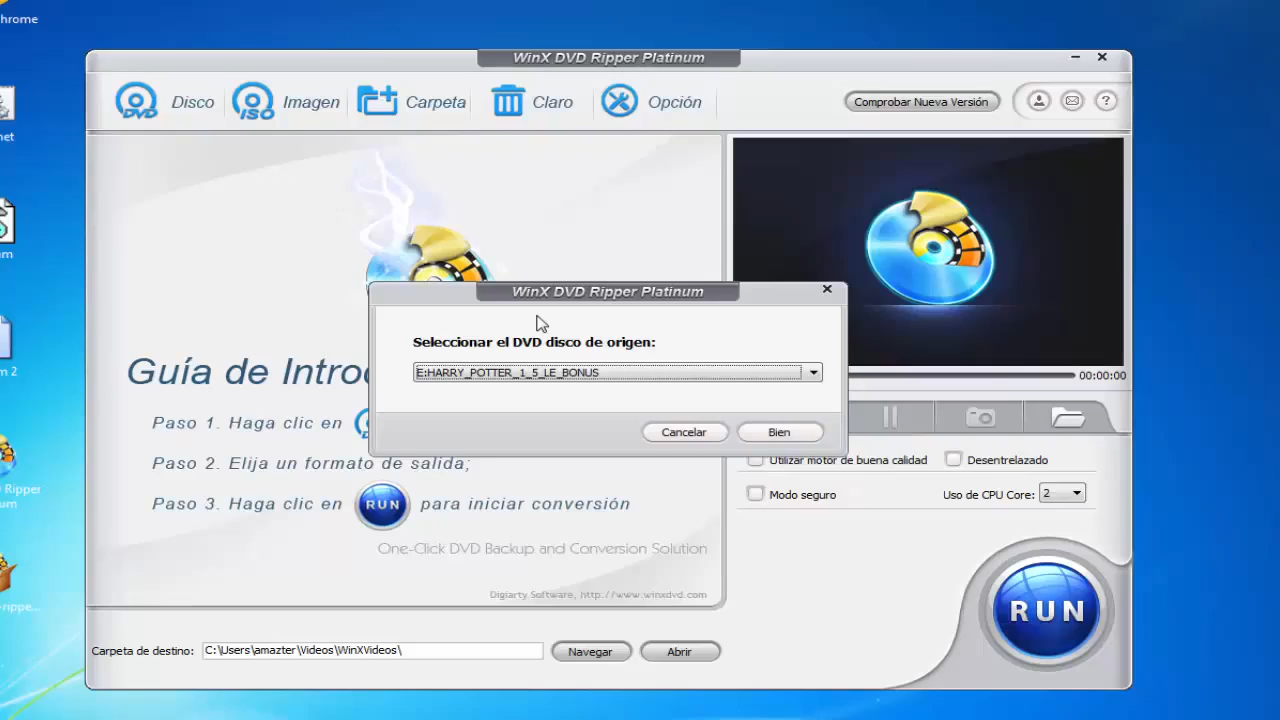 hrome
net
m
m 2
D Ripper
um
rippe...
WinX DVD Ripper Platinum
Disco
Imagen
Carpeta
Claro
Opción
Comprobar Nueva Versión
DVD
ISO
?
Guía de Intro
Paso 1. Haga clic en
Paso 2. Elija un formato de salida;
Paso 3. Haga clic en RUN para iniciar conversión
One-Click DVD Backup and Conversion Solution
Digiarty Software, http://www.winxdvd.com
WinX DVD Ripper Platinum
Seleccionar el DVD disco de origen:
E:HARRY_POTTER_1_5_LE_BONUS
Cancelar
Bien
00:00:00
Utilizar motor de buena calidad
Desentrelazado
Modo seguro
Uso de CPU Core: 2
RUN
Carpeta de destino: C:\Users\amazter\Videos\WinXVideos\
Navegar
Abrir